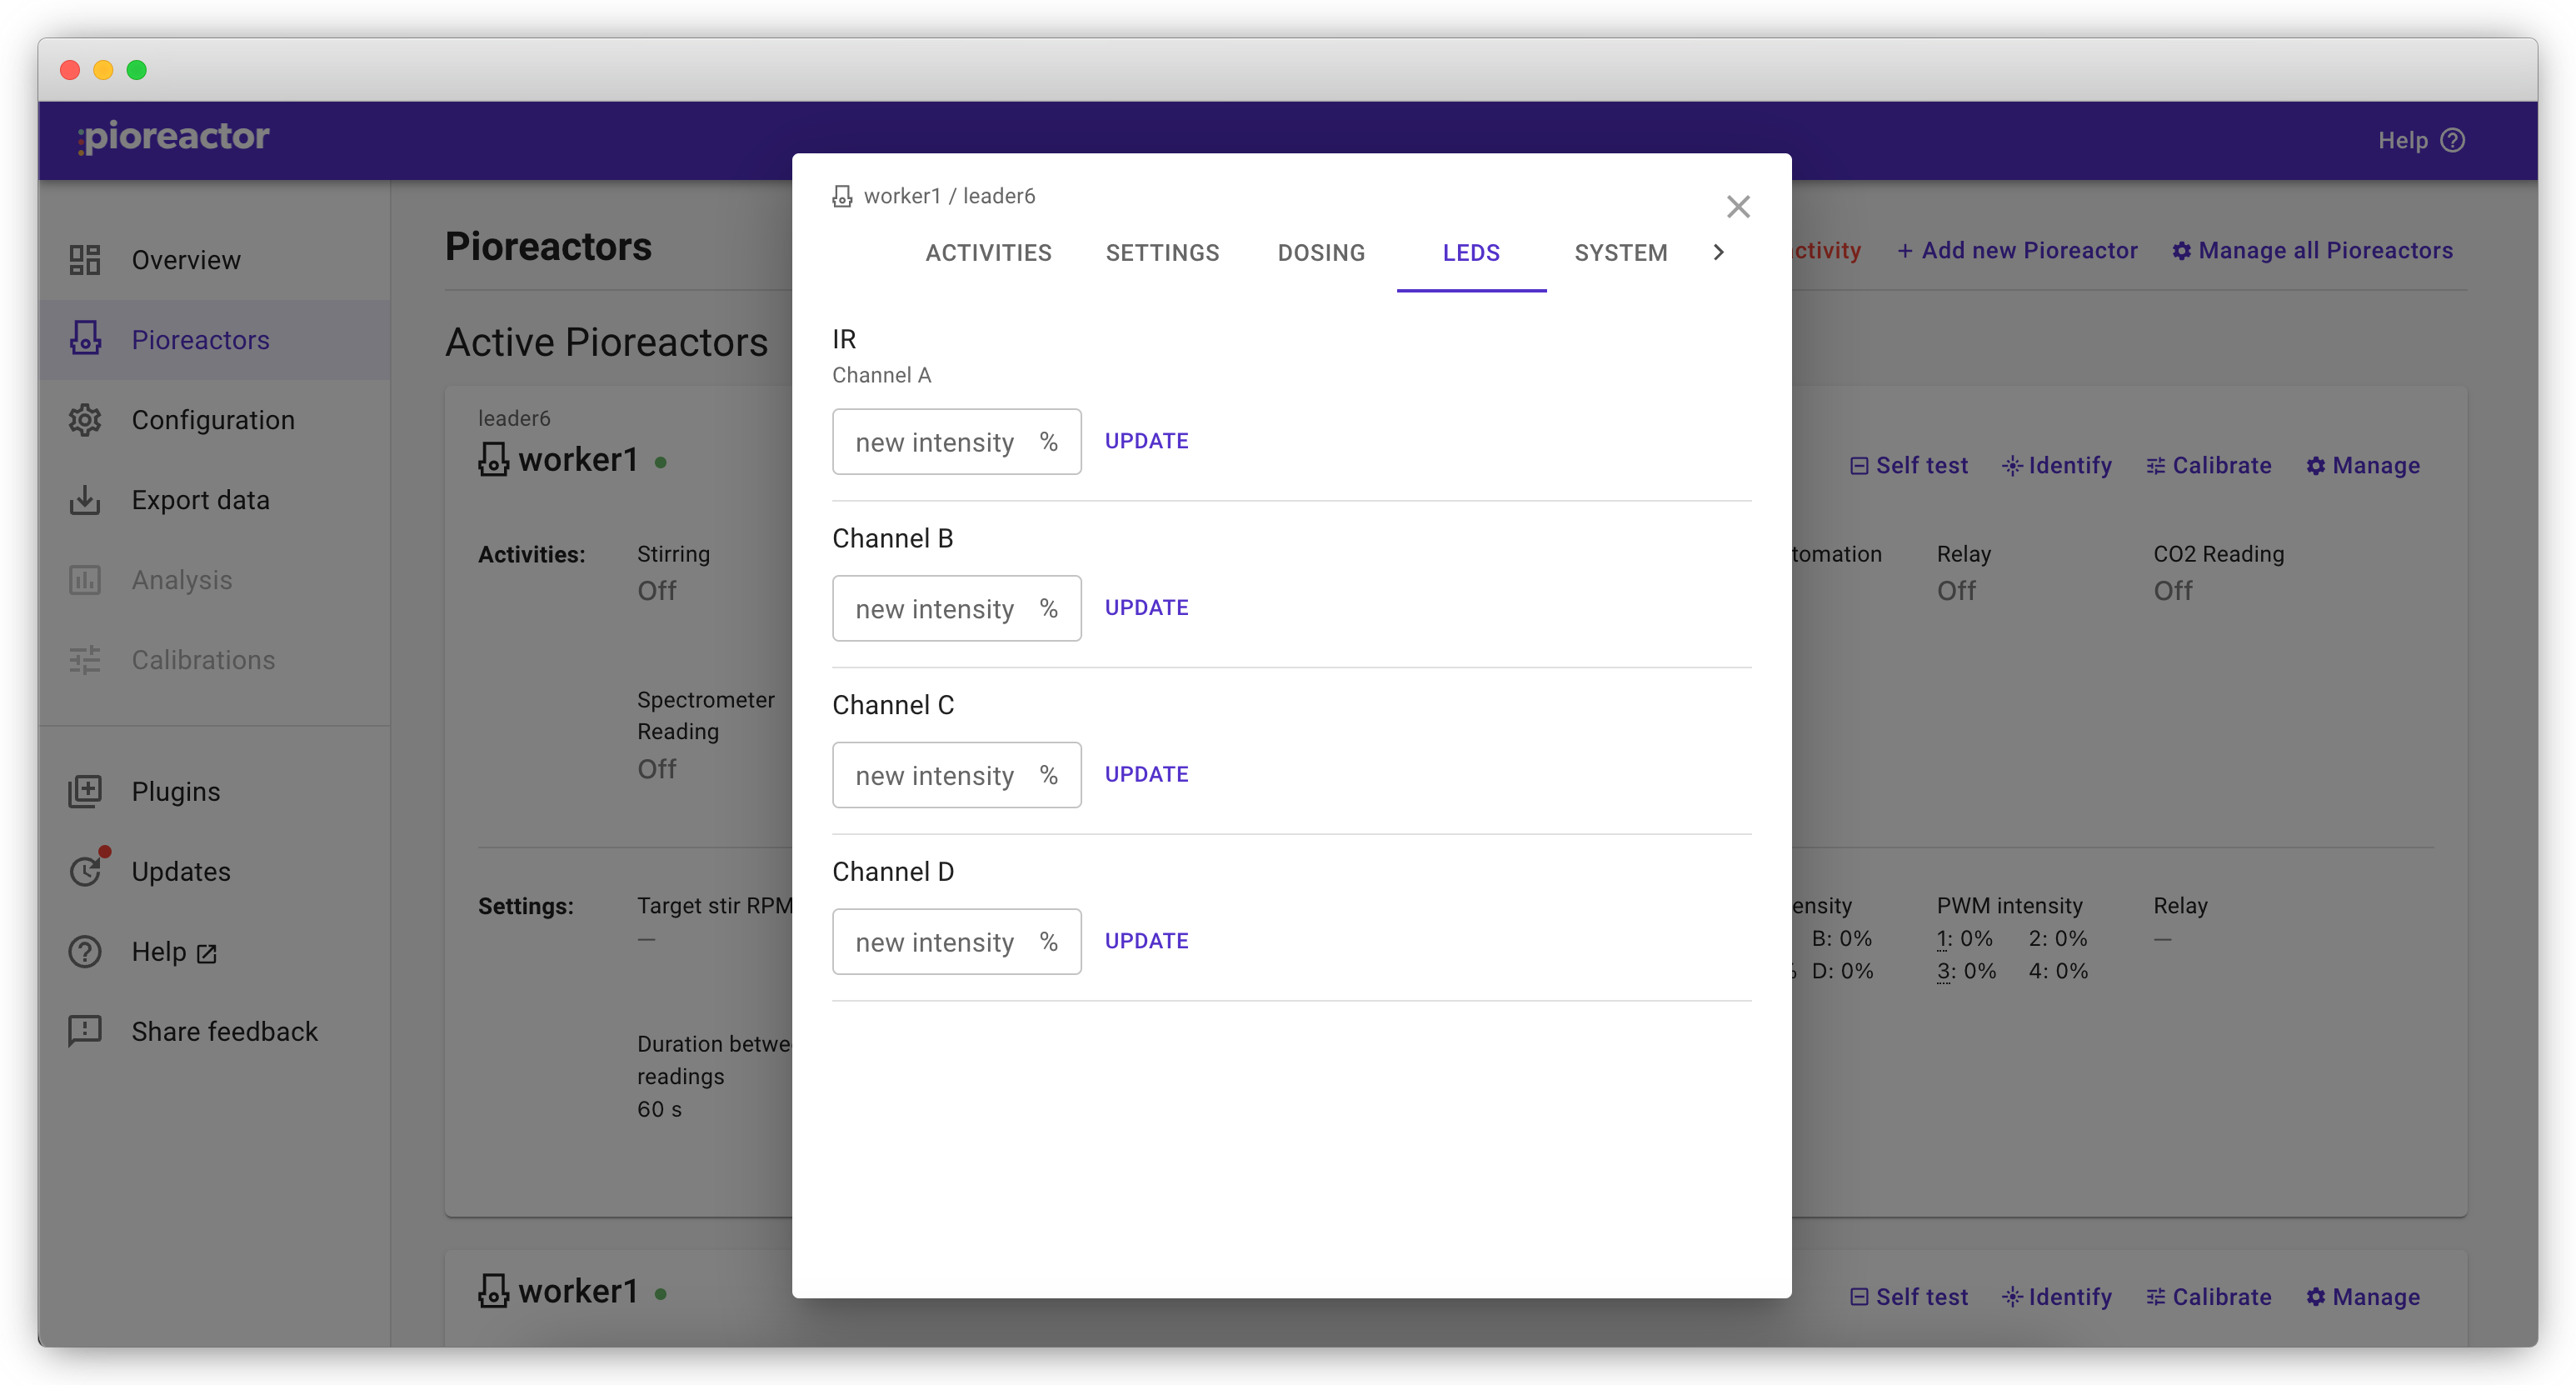 pioreactor
Help
Overview
Pioreactors
Configuration
Export data
Analysis
Calibrations
Plugins
Updates
Help
Share feedback
Pioreactors
+ Add new Pioreactor
Manage all Pioreactors
Active Pioreactors
leader6
worker1
Self test
Identify
Calibrate
Manage
Activities:
Stirring
Off
Relay
Off
CO2 Reading
Off
Spectrometer
Reading
Off
Settings:
Target stir RPM
—
PWM intensity
1: 0% 2: 0%
3: 0% 4: 0%
B: 0%
D: 0%
Relay
—
Duration
readings
60 s
worker1
Self test
Identify
Calibrate
Manage
worker1 / leader6
ACTIVITIES
SETTINGS
DOSING
LEDS
SYSTEM
IR
Channel A
new intensity %
UPDATE
Channel B
new intensity %
UPDATE
Channel C
new intensity %
UPDATE
Channel D
new intensity %
UPDATE